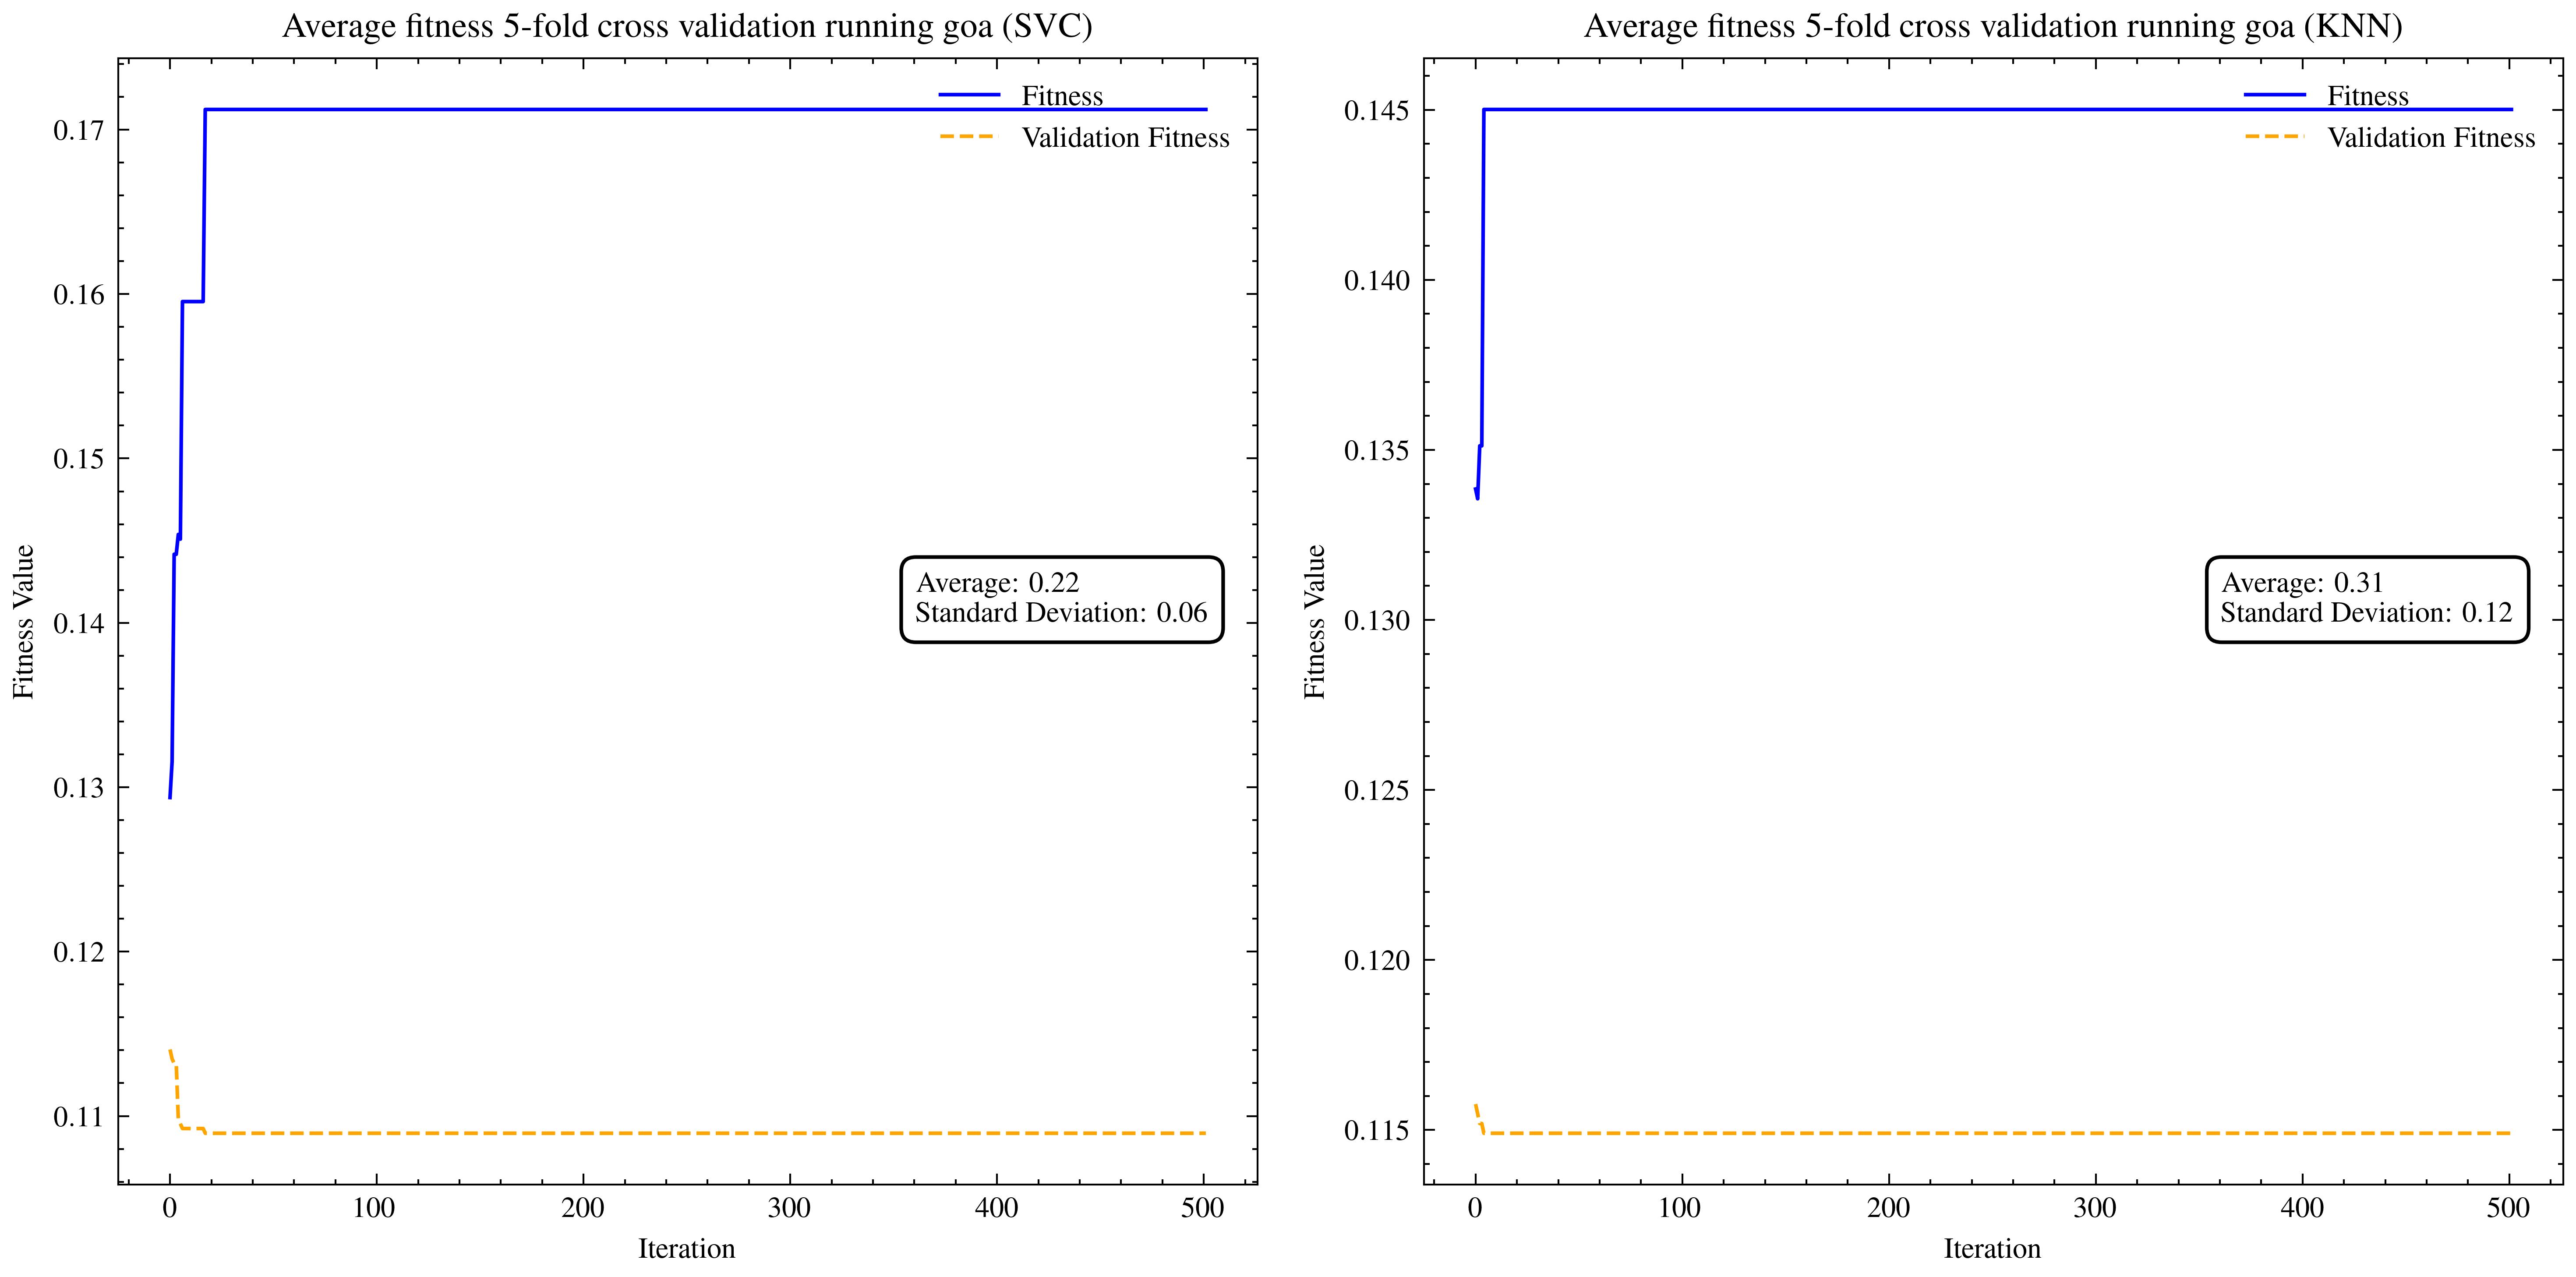 Average fitness 5-fold cross validation running goa (SVC)
Fitness
Validation Fitness
0.17
0.16
0.15
0.14
0.13
0.12
0.11
Fitness Value
Average: 0.22
Standard Deviation: 0.06
0
100
200
300
400
500
Iteration
Average fitness 5-fold cross validation running goa (KNN)
Fitness
Validation Fitness
0.145
0.140
0.135
0.130
0.125
0.120
0.115
Fitness Value
Average: 0.31
Standard Deviation: 0.12
0
100
200
300
400
500
Iteration